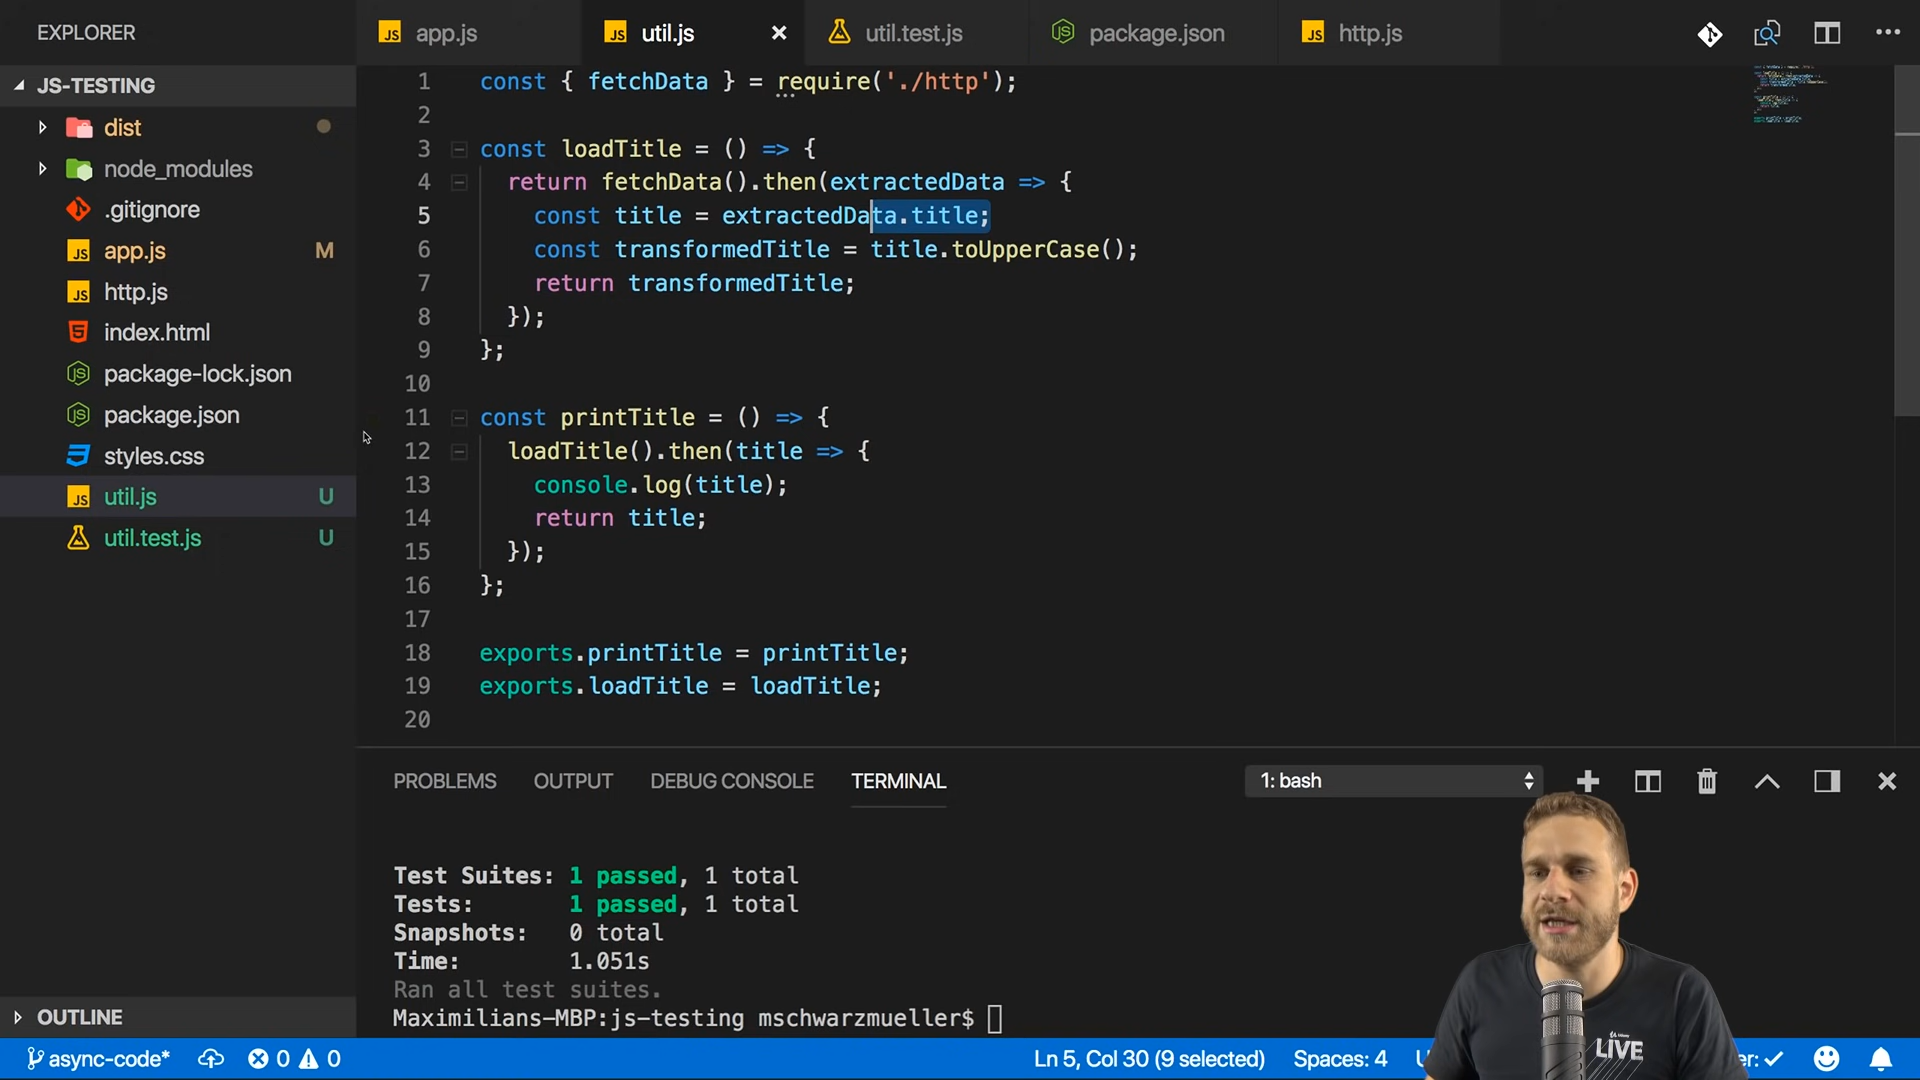 EXPLORER
JS-TESTING
dist
node_modules
.gitignore
app.js M
http.js
index.html
package-lock.json
package.json
styles.css
util.js U
util.test.js U
OUTLINE
app.js util.js util.test.js package.json http.js
1 const { fetchData } = require('./http');
2
3 const loadTitle = () => {
4 return fetchData().then(extractedData => {
5 const title = extractedData.title;
6 const transformedTitle = title.toUpperCase();
7 return transformedTitle;
8 });
9 };
10
11 const printTitle = () => {
12 loadTitle().then(title => {
13 console.log(title);
14 return title;
15 });
16 };
17
18 exports.printTitle = printTitle;
19 exports.loadTitle = loadTitle;
20
PROBLEMS OUTPUT DEBUG CONSOLE TERMINAL 1: bash
Test Suites: 1 passed, 1 total
Tests: 1 passed, 1 total
Snapshots: 0 total
Time: 1.051s
Ran all test suites.
Maximilians-MBP:js-testing mschwarzmueller$
LIVE
async-code* 0 0 Ln 5, Col 30 (9 selected) Spaces: 4